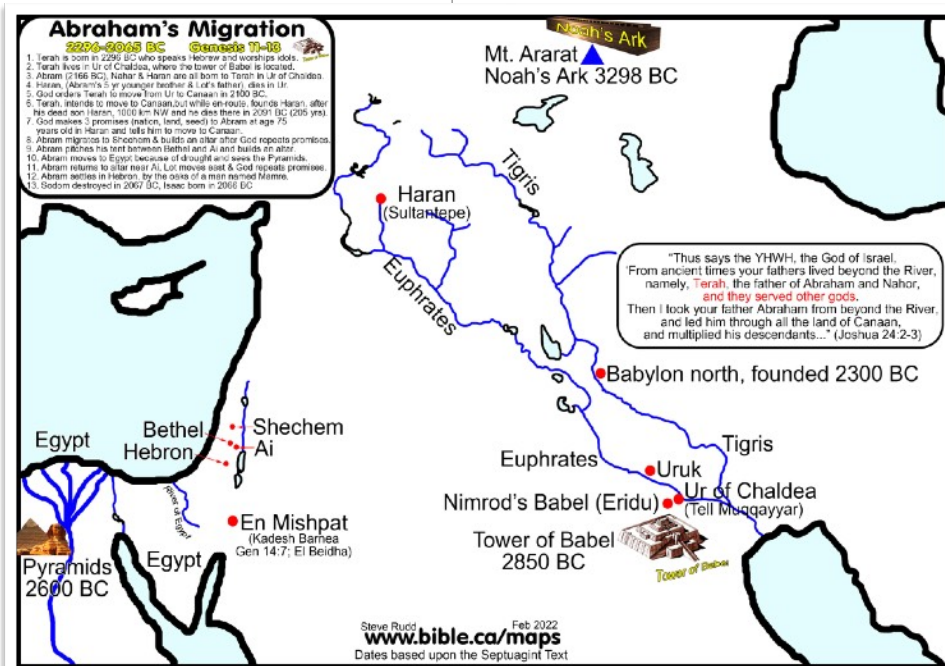 Abraham's Migration
2296-2065 BC Genesis 11-13
1. Terah is born in 2296 BC who speaks Hebrew and worships idols.
2. Terah lives in Ur of Chaldea, where the tower of Babel is located.
3. Abram (2166 BC), Nahar & Haran are all born to Terah in Ur of Chaldea.
4. Haran, (Abram's 5 yr younger brother & Lot's father), dies in Ur.
5. God orders Terah to move from Ur to Canaan in 2100 BC.
6. Terah, intends to move to Canaan,but while en-route, founds Haran, after
his dead son Haran, 1000 km NW and he dies there in 2091 BC (205 yrs).
7. God makes 3 promises (nation, land, seed) to Abram at age 75
years old in Haran and tells him to move to Canaan.
8. Abram migrates to Shechem & builds an altar after God repeats promises.
9. Abram pitches his tent between Bethel and Ai and builds an altar.
10. Abram moves to Egypt because of drought and sees the Pyramids.
11. Abram returns to altar near Ai, Lot moves east & God repeats promises.
12. Abram settles in Hebron, by the oaks of a man named Mamre.
13. Sodom destroyed in 2067 BC, Isaac born in 2066 BC
Noah's Ark
Mt. Ararat
Noah's Ark 3298 BC
Tigris
Haran
(Sultantepe)
Euphrates
"Thus says the YHWH, the God of Israel,
'From ancient times your fathers lived beyond the River,
namely, Terah, the father of Abraham and Nahor,
and they served other gods.
Then I took your father Abraham from beyond the River,
and led him through all the land of Canaan,
and multiplied his descendants..." (Joshua 24:2-3)
Babylon north, founded 2300 BC
Shechem
Bethel
Ai
Hebron
Egypt
Tigris
Euphrates
Uruk
Ur of Chaldea
(Tell Muqqayyar)
Nimrod's Babel (Eridu)
River of Egypt
En Mishpat
(Kadesh Barnea
Gen 14:7; El Beidha)
Tower of Babel
2850 BC
Tower of Babel
Egypt
Pyramids
2600 BC
Steve Rudd Feb 2022
www.bible.ca/maps
Dates based upon the Septuagint Text